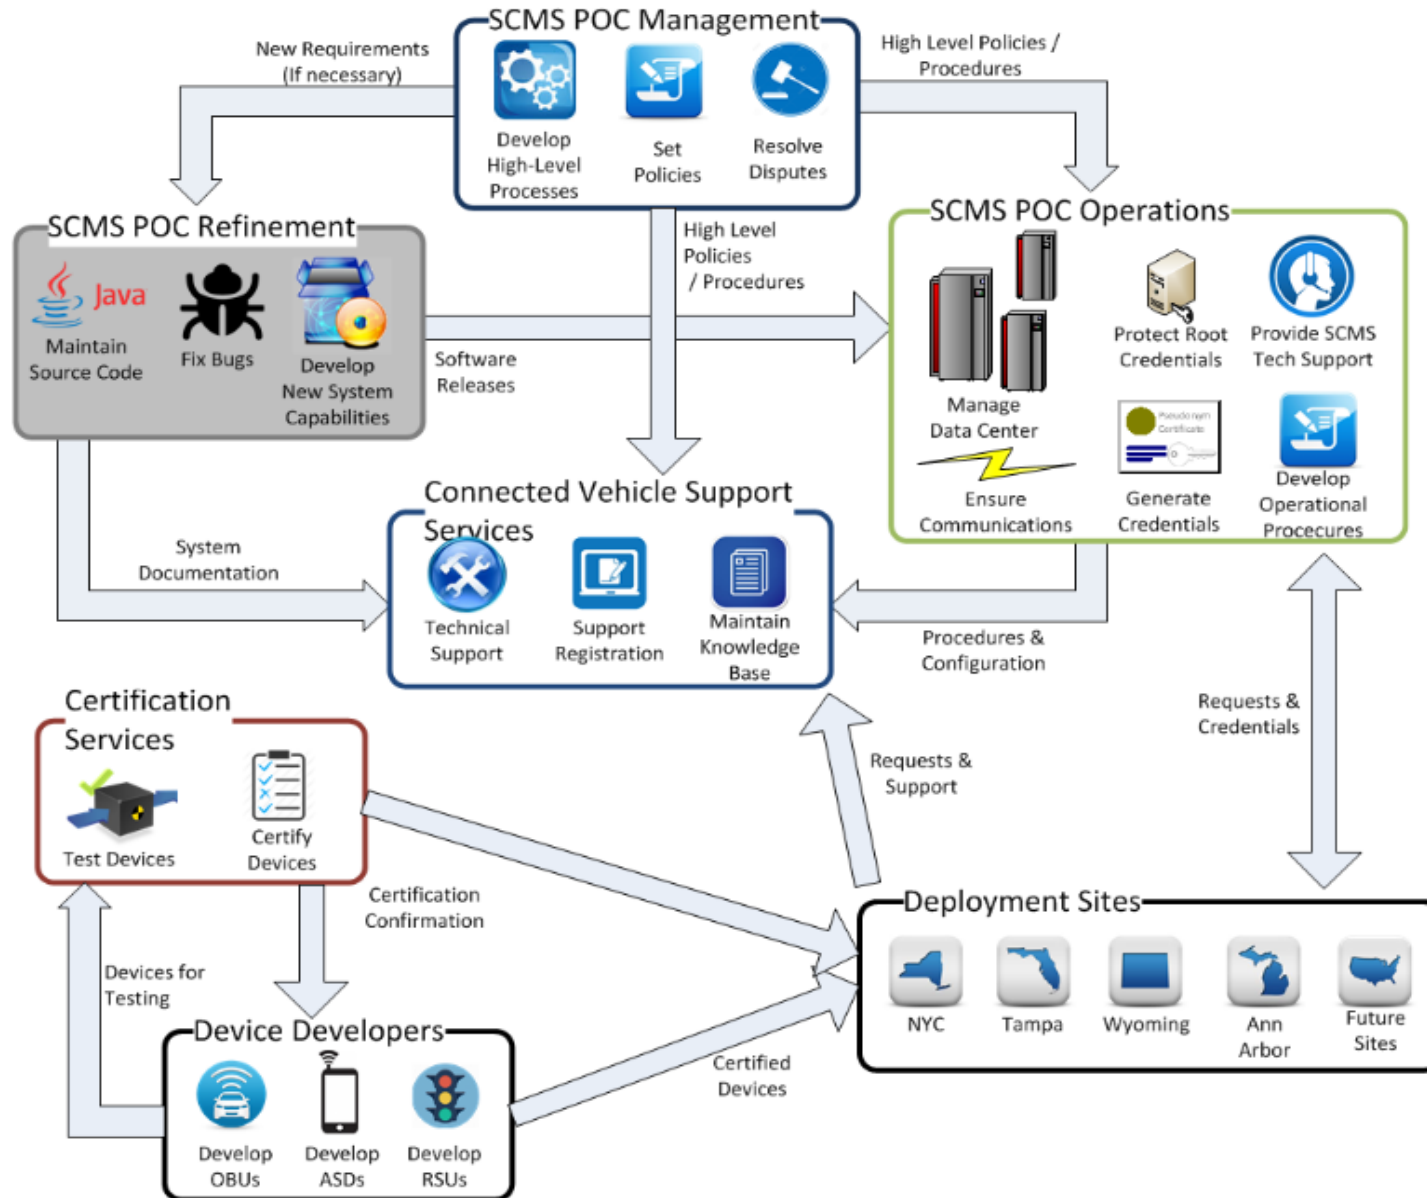 SCMS POC Management
New Requirements
(If necessary)
High Level Policies /
Procedures
Develop
High-Level
Processes
Set
Policies
Resolve
Disputes
SCMS POC Refinement
Java
Maintain
Source Code
Fix Bugs
Develop
New System
Capabilities
High Level
Policies
/ Procedures
Software
Releases
SCMS POC Operations
Protect Root
Credentials
Provide SCMS
Tech Support
Manage
Data Center
Pseudonym
Certificate
Ensure
Communications
Generate
Credentials
Develop
Operational
Procecures
Connected Vehicle Support
Services
Technical
Support
Support
Registration
Maintain
Knowledge
Base
System
Documentation
Procedures &
Configuration
Requests &
Credentials
Requests &
Support
Certification
Services
Test Devices
Certify
Devices
Certification
Confirmation
Devices for
Testing
Deployment Sites
NYC
Tampa
Wyoming
Ann
Arbor
Future
Sites
Device Developers
Develop
OBUs
Develop
ASDs
Develop
RSUs
Certified
Devices